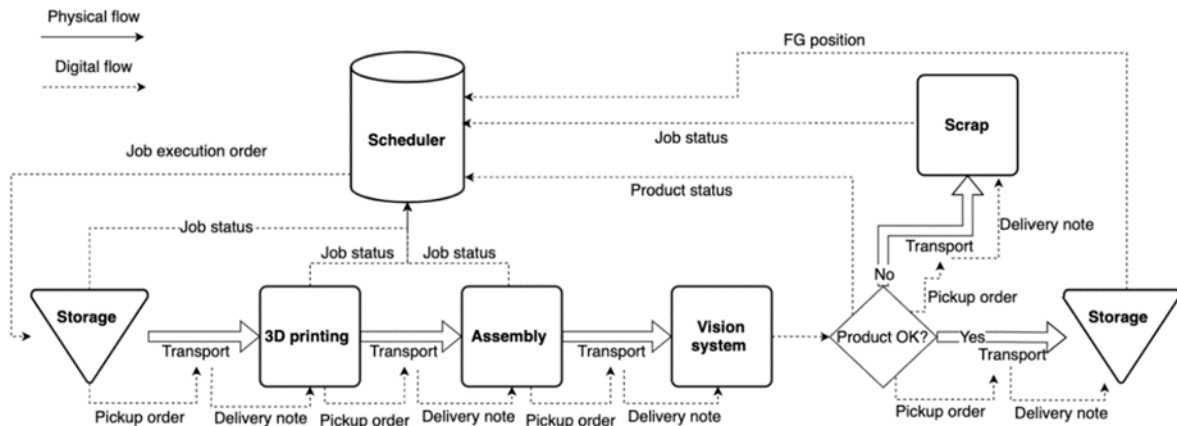 Physical flow
Digital flow
FG position
Scheduler
Scrap
Job status
Job execution order
Product status
Job status
Delivery note
Transport
Job status
Job status
No
Pickup order
Storage
3D printing
Assembly
Vision
system
Product OK?
Yes
Storage
Transport
Transport
Transport
Transport
Pickup order
Delivery note
Pickup order
Delivery note
Pickup order
Delivery note
Pickup order
Delivery note